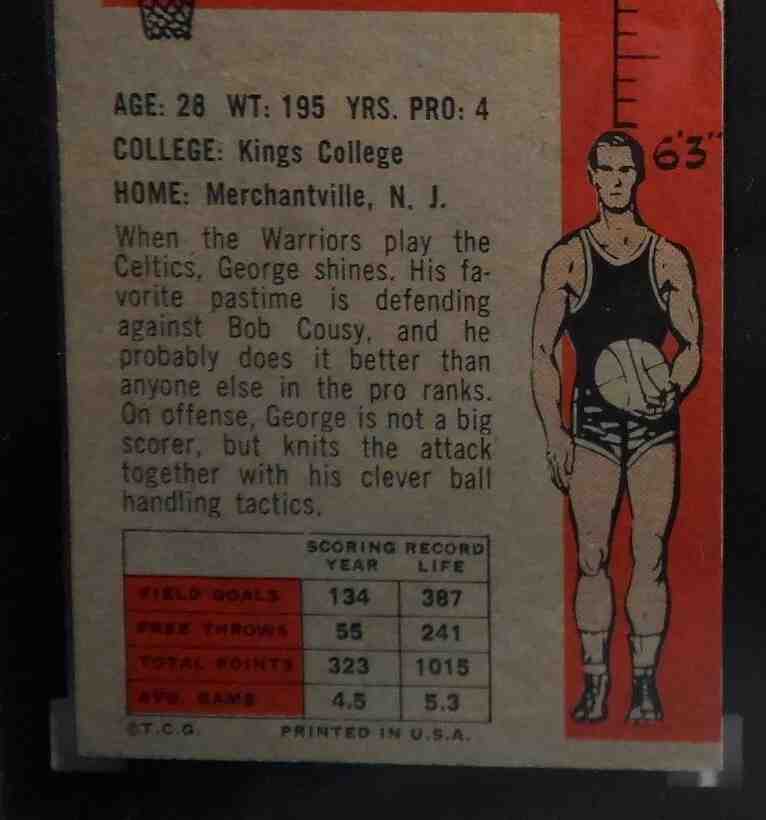 AGE: 28 WT: 195 YRS. PRO: 4
COLLEGE: Kings College
HOME: Merchantville, N. J.
When the Warriors play the
Celtics, George shines. His fa-
vorite pastime is defending
against Bob Cousy, and he
probably does it better than
anyone else in the pro ranks.
On offense, George is not a big
scorer, but knits the attack
together with his clever ball
handling tactics.
6'3"
SCORING RECORD
YEAR LIFE
FIELD GOALS 134 387
FREE THROWS 55 241
TOTAL POINTS 323 1015
AVG. GAME 4.5 5.3
©T.C.G. PRINTED IN U.S.A.